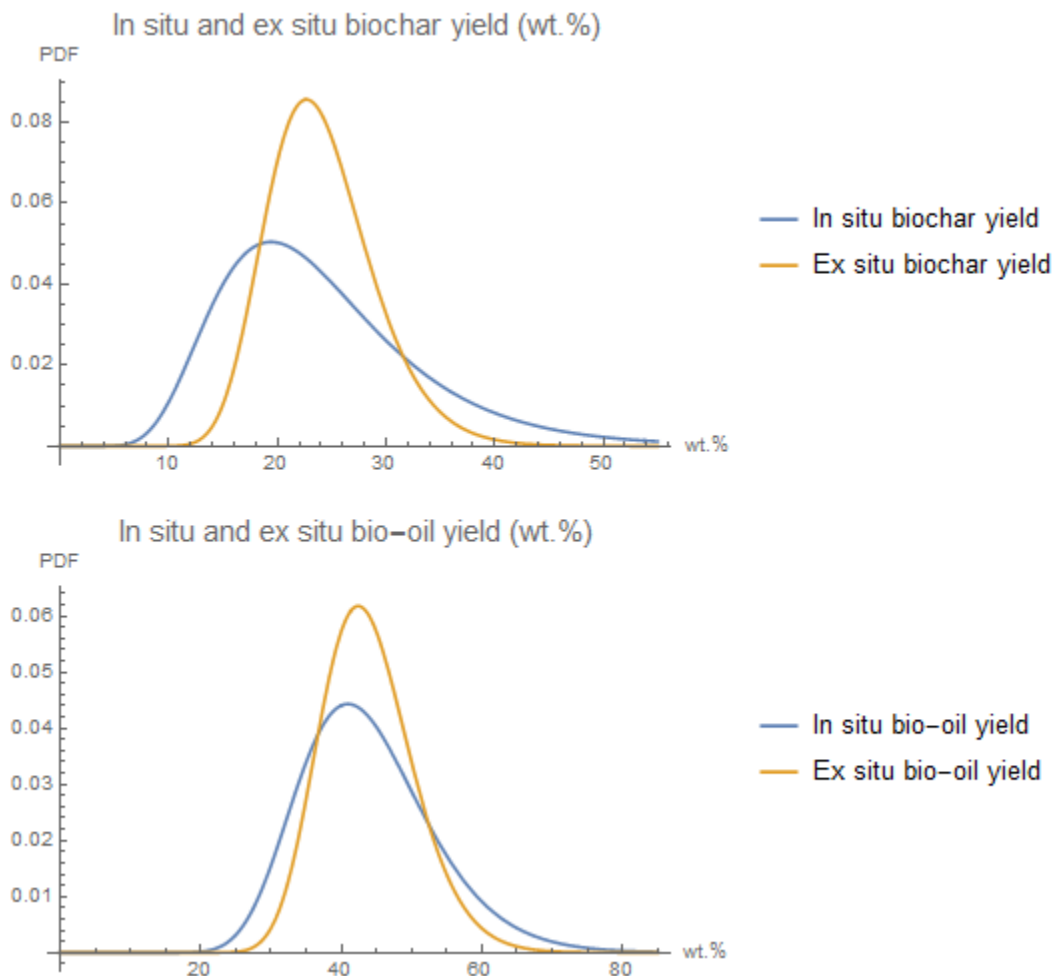 In situ and ex situ biochar yield (wt.%)
PDF
0.08
0.06
0.04
0.02
10 20 30 40 50 wt.%
In situ biochar yield
Ex situ biochar yield
In situ and ex situ bio−oil yield (wt.%)
PDF
0.06
0.05
0.04
0.03
0.02
0.01
20 40 60 80 wt.%
In situ bio−oil yield
Ex situ bio−oil yield